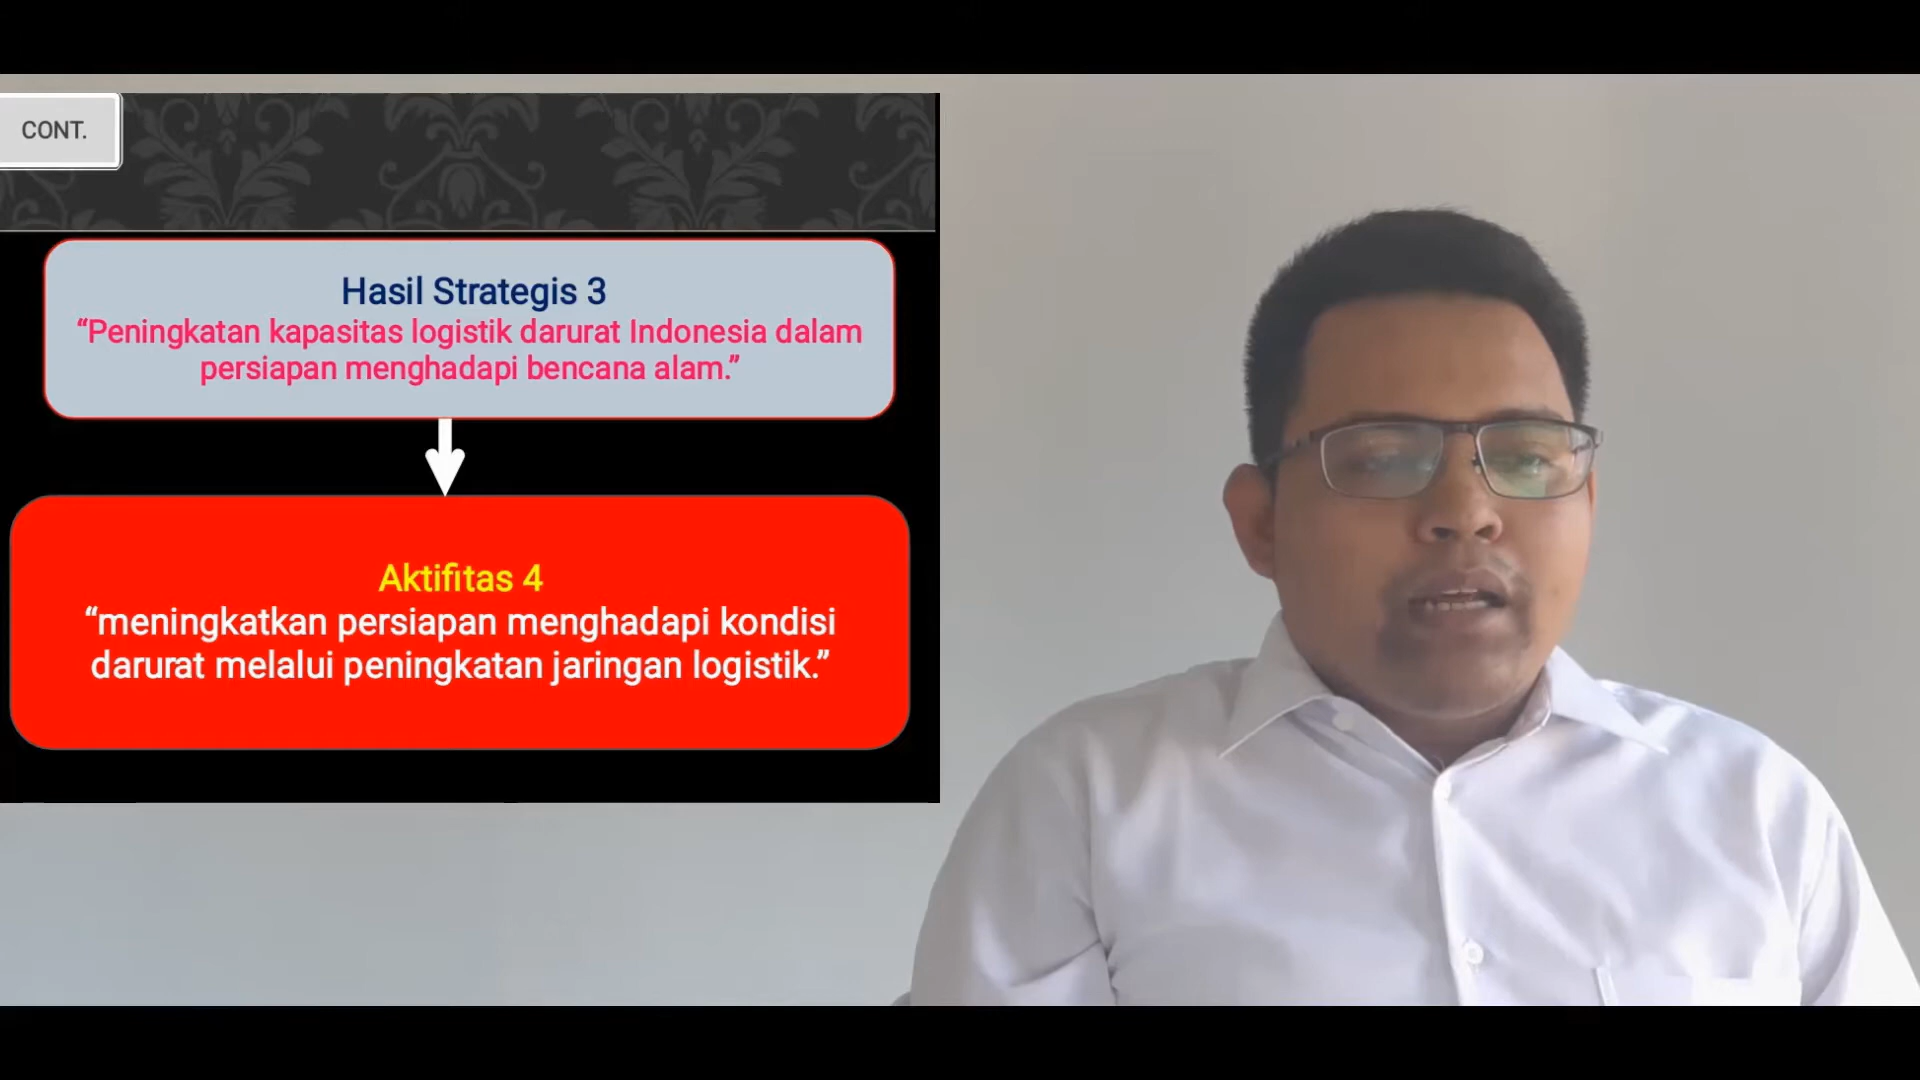 CONT.
Hasil Strategis 3
“Peningkatan kapasitas logistik darurat Indonesia dalam
persiapan menghadapi bencana alam.”
Aktifitas 4
“meningkatkan persiapan menghadapi kondisi
darurat melalui peningkatan jaringan logistik.”